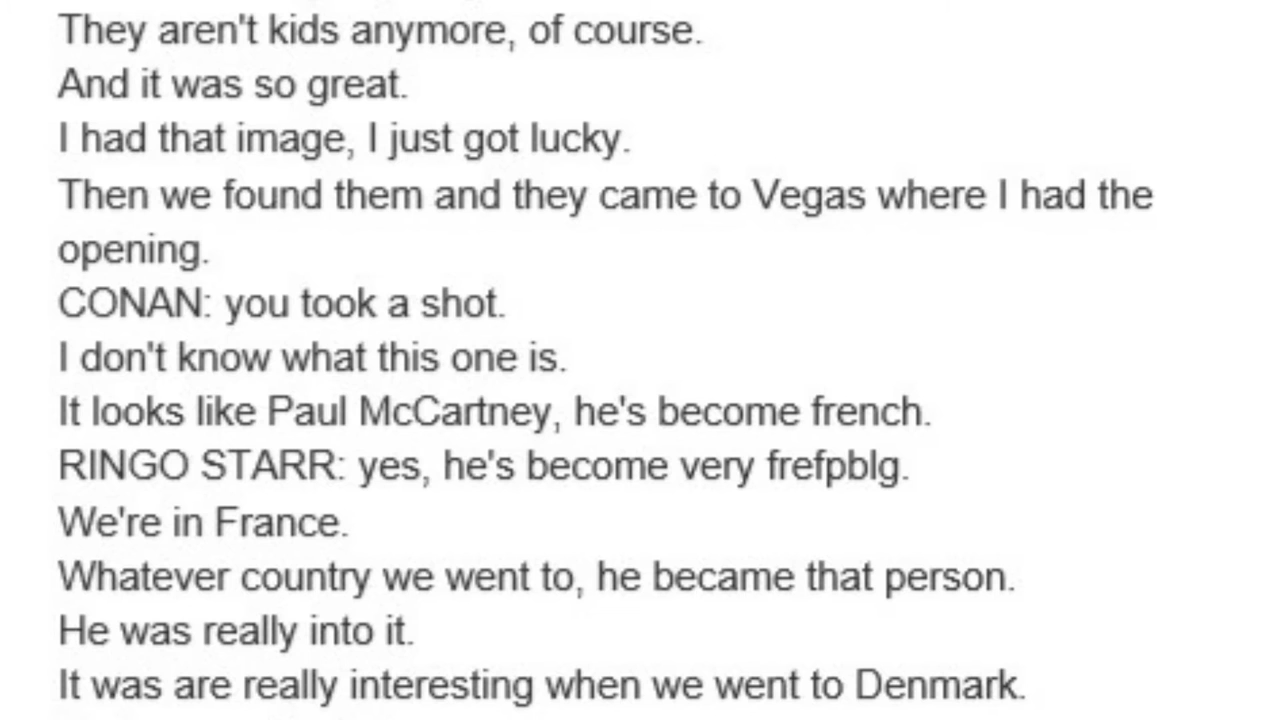 They aren't kids anymore, of course.
And it was so great.
I had that image, I just got lucky.
Then we found them and they came to Vegas where I had the
opening.
CONAN: you took a shot.
I don't know what this one is.
It looks like Paul McCartney, he's become french.
RINGO STARR: yes, he's become very frefpblg.
We're in France.
Whatever country we went to, he became that person.
He was really into it.
It was are really interesting when we went to Denmark.